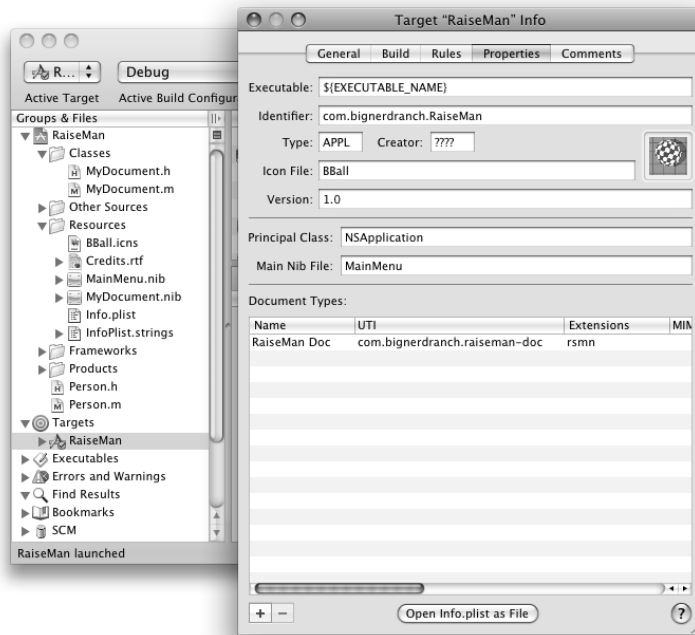 R...
Debug
Active Target
Active Build Configura
Groups & Files
RaiseMan
Classes
MyDocument.h
MyDocument.m
Other Sources
Resources
BBall.icns
Credits.rtf
MainMenu.nib
MyDocument.nib
Info.plist
InfoPlist.strings
Frameworks
Products
Person.h
Person.m
Targets
RaiseMan
Executables
Errors and Warnings
Find Results
Bookmarks
SCM
RaiseMan launched
Target “RaiseMan” Info
General Build Rules Properties Comments
Executable: ${EXECUTABLE_NAME}
Identifier: com.bignerdranch.RaiseMan
Type: APPL Creator: ????
Icon File: BBall
Version: 1.0
Principal Class: NSApplication
Main Nib File: MainMenu
Document Types:
Name UTI Extensions MIM
RaiseMan Doc com.bignerdranch.raiseman-doc rsmn
+ −
Open Info.plist as File
?